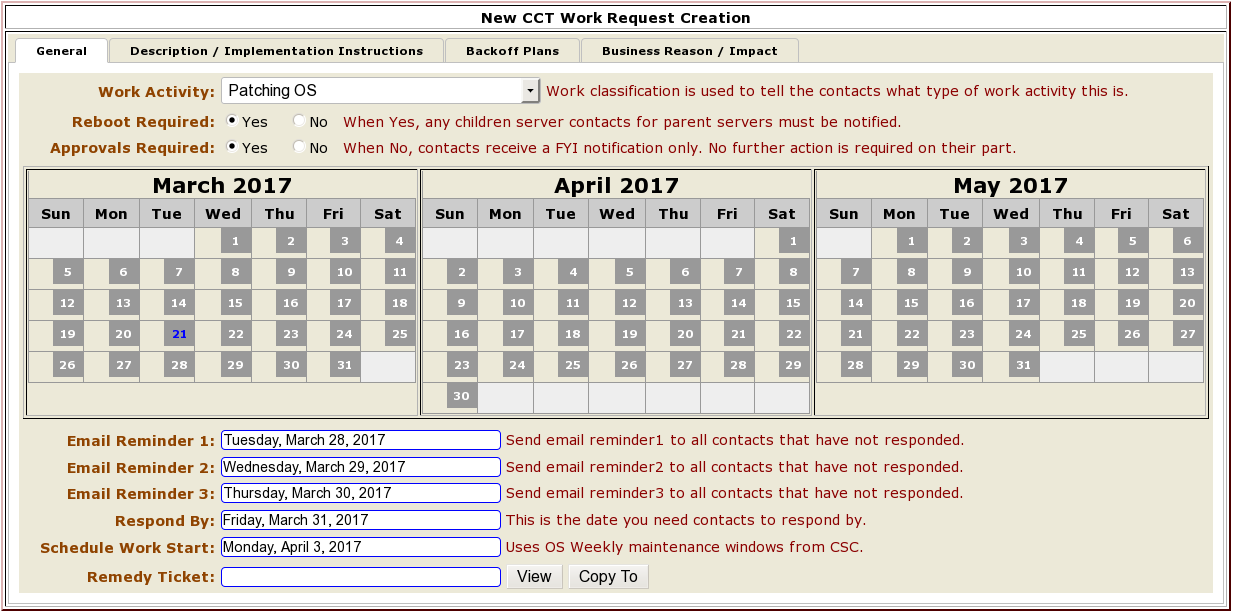 New CCT Work Request Creation
General Description / Implementation Instructions Backoff Plans Business Reason / Impact
Work Activity: Patching OS Work classification is used to tell the contacts what type of work activity this is.
Reboot Required: Yes No When Yes, any children server contacts for parent servers must be notified.
Approvals Required: Yes No When No, contacts receive a FYI notification only. No further action is required on their part.
March 2017 April 2017 May 2017
Sun Mon Tue Wed Thu Fri Sat Sun Mon Tue Wed Thu Fri Sat Sun Mon Tue Wed Thu Fri Sat
1 2 3 4 1 1 2 3 4 5 6
5 6 7 8 9 10 11 2 3 4 5 6 7 8 7 8 9 10 11 12 13
12 13 14 15 16 17 18 9 10 11 12 13 14 15 14 15 16 17 18 19 20
19 20 21 22 23 24 25 16 17 18 19 20 21 22 21 22 23 24 25 26 27
26 27 28 29 30 31 23 24 25 26 27 28 29 28 29 30 31
30
Email Reminder 1: Tuesday, March 28, 2017 Send email reminder1 to all contacts that have not responded.
Email Reminder 2: Wednesday, March 29, 2017 Send email reminder2 to all contacts that have not responded.
Email Reminder 3: Thursday, March 30, 2017 Send email reminder3 to all contacts that have not responded.
Respond By: Friday, March 31, 2017 This is the date you need contacts to respond by.
Schedule Work Start: Monday, April 3, 2017 Uses OS Weekly maintenance windows from CSC.
Remedy Ticket: View Copy To